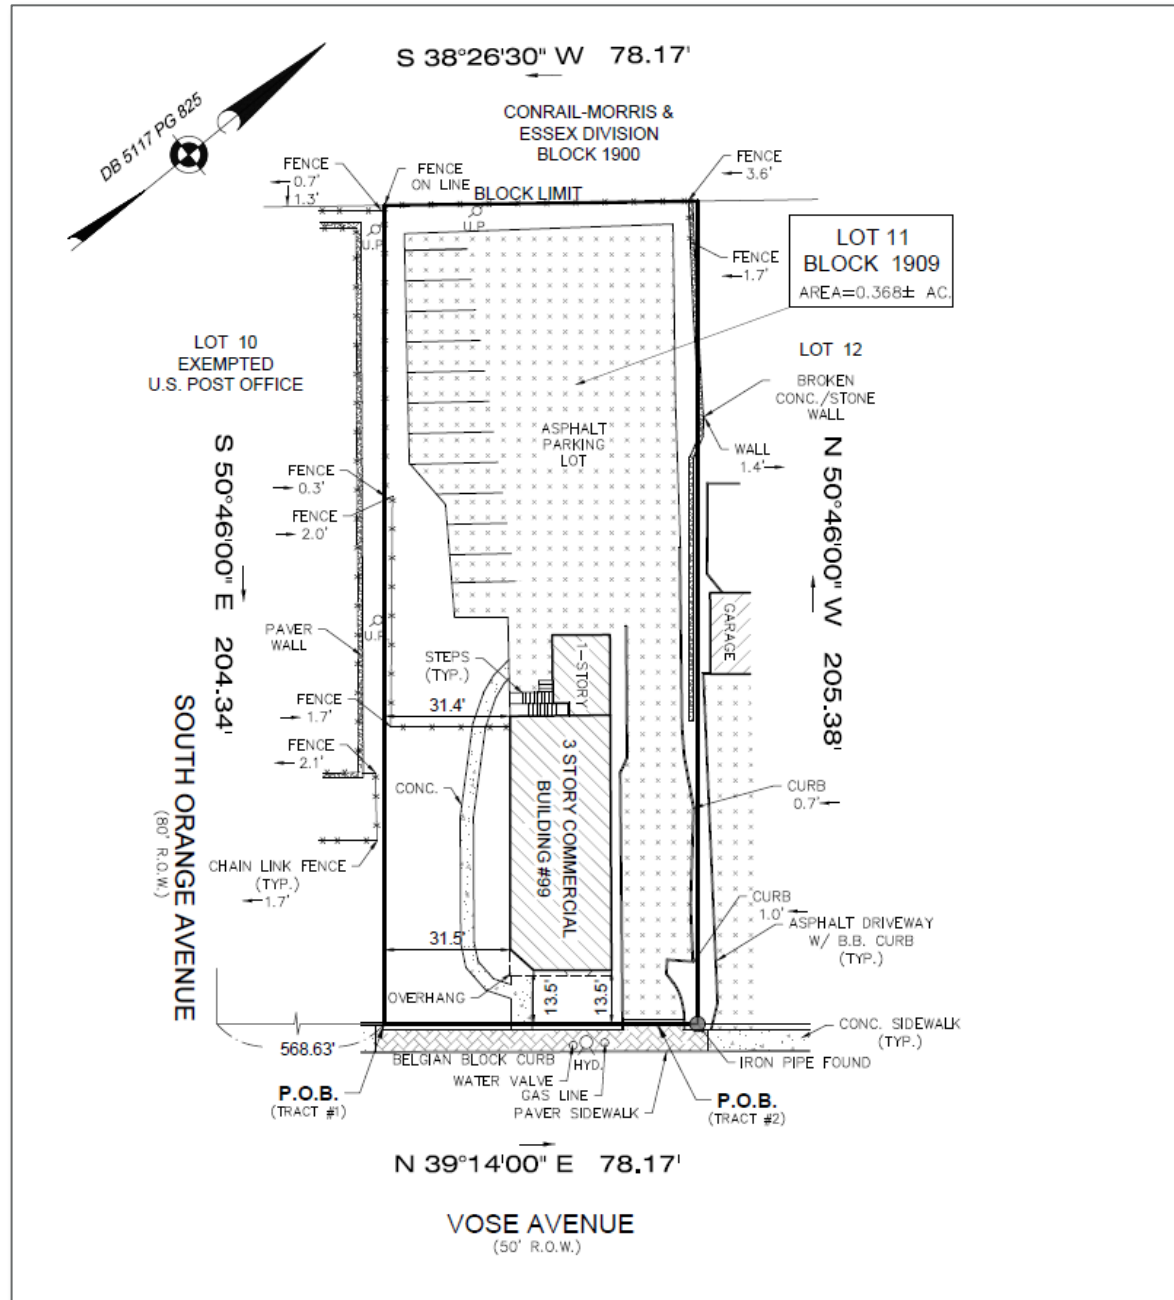 S 38°26'30" W 78.17'
DB 5117 PG 825
CONRAIL-MORRIS &
ESSEX DIVISION
BLOCK 1900
FENCE
0.7'
1.3'
FENCE
ON LINE
BLOCK LIMIT
FENCE
3.6'
U.P.
U.P.
LOT 11
BLOCK 1909
AREA=0.368± AC.
FENCE
1.7'
LOT 10
EXEMPTED
U.S. POST OFFICE
LOT 12
BROKEN
CONC./STONE
WALL
ASPHALT
PARKING
LOT
WALL
1.4'
S 50°46'00" E 204.34'
N 50°46'00" W 205.38'
FENCE
0.3'
FENCE
2.0'
GARAGE
U.P.
PAVER
WALL
STEPS
(TYP.)
1-STORY
31.4'
FENCE
1.7'
FENCE
2.1'
SOUTH ORANGE AVENUE
(80' R.O.W.)
CONC.
3 STORY COMMERCIAL
BUILDING #99
CURB
0.7'
CHAIN LINK FENCE
(TYP.)
1.7'
CURB
1.0'
ASPHALT DRIVEWAY
W/ B.B. CURB
(TYP.)
31.5'
OVERHANG
13.5'
13.5'
CONC. SIDEWALK
(TYP.)
568.63'
BELGIAN BLOCK CURB
HYD.
IRON PIPE FOUND
WATER VALVE
GAS LINE
PAVER SIDEWALK
P.O.B.
(TRACT #1)
P.O.B.
(TRACT #2)
N 39°14'00" E 78.17'
VOSE AVENUE
(50' R.O.W.)